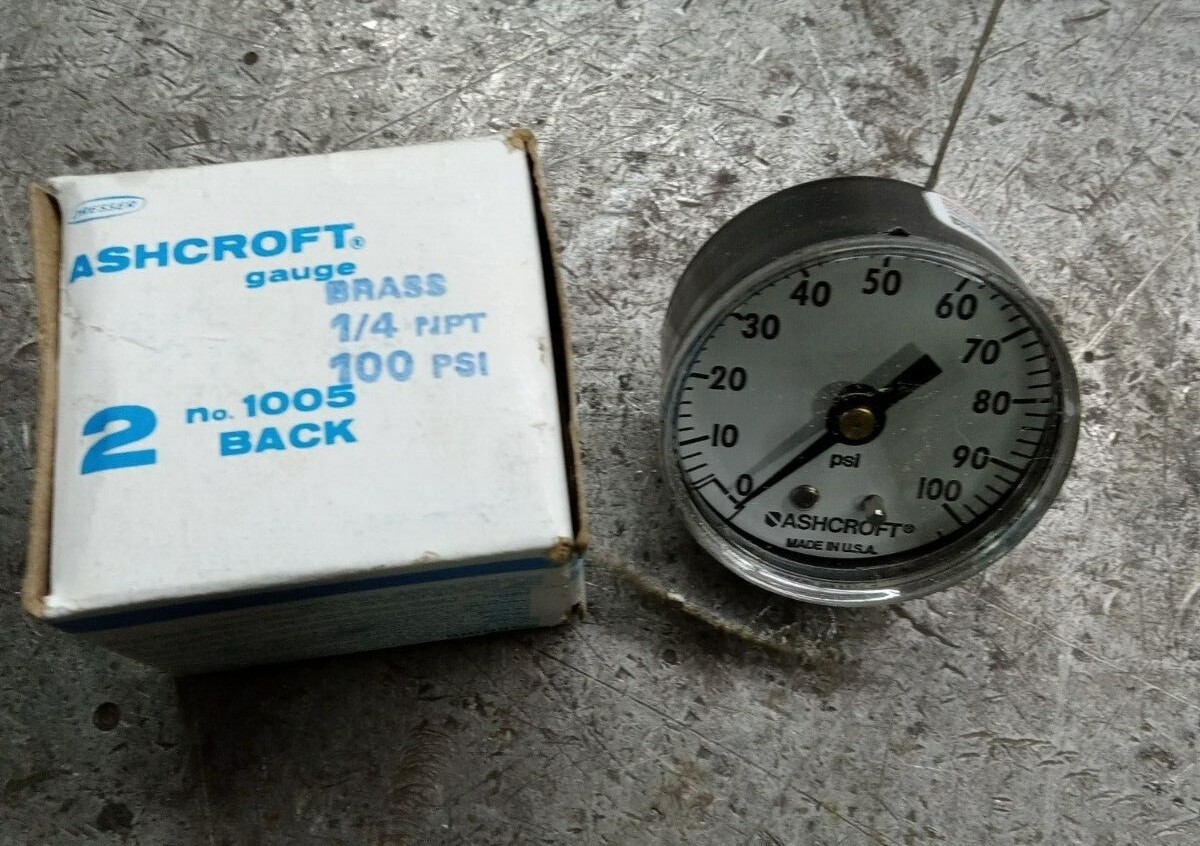 DRESSER
ASHCROFT®
gauge
BRASS
1/4 NPT
100 PSI
2
no. 1005
BACK
0
10
20
30
40
50
60
70
80
90
100
psi
ASHCROFT®
MADE IN U.S.A.